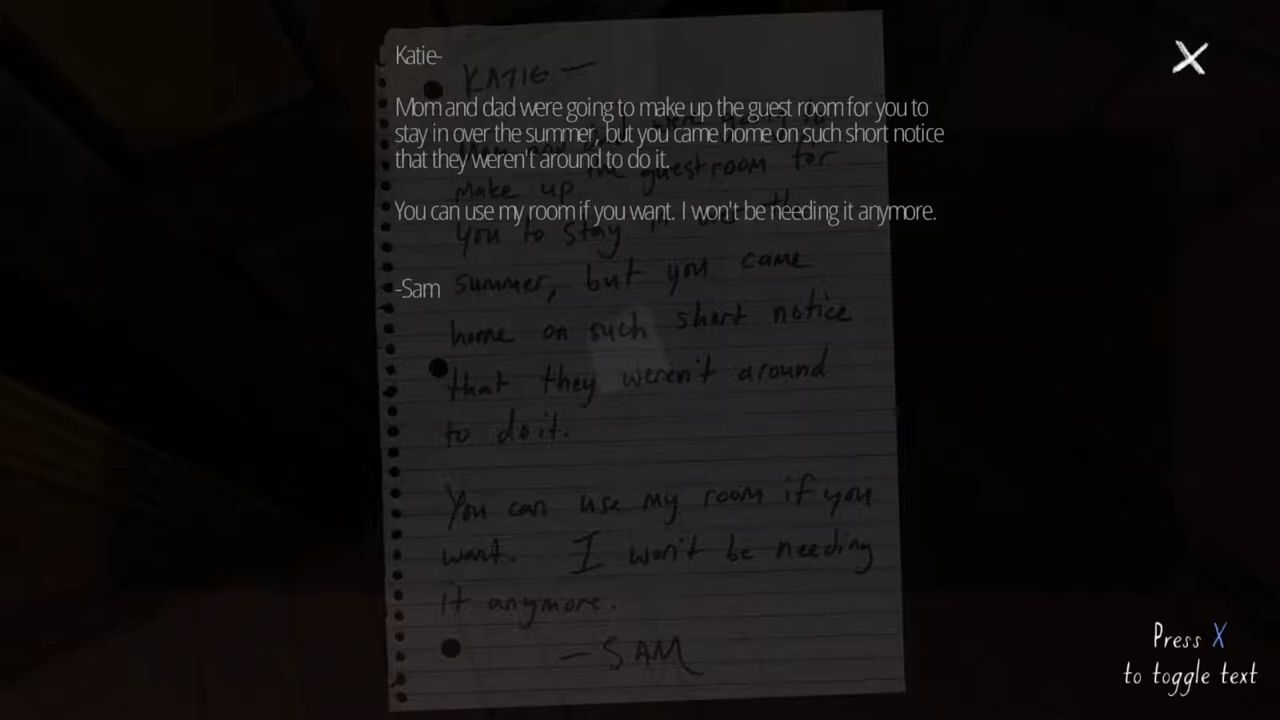 Katie-
Mom and dad were going to make up the guest room for you to
stay in over the summer, but you came home on such short notice
that they weren't around to do it.
You can use my room if you want. I won't be needing it anymore.
-Sam
KATIE —
make up the guest room for
you to stay
summer, but you came
home on such short notice
that they weren't around
to do it.
You can use my room if you
want. I won't be needing
it anymore.
— SAM
X
Press X
to toggle text